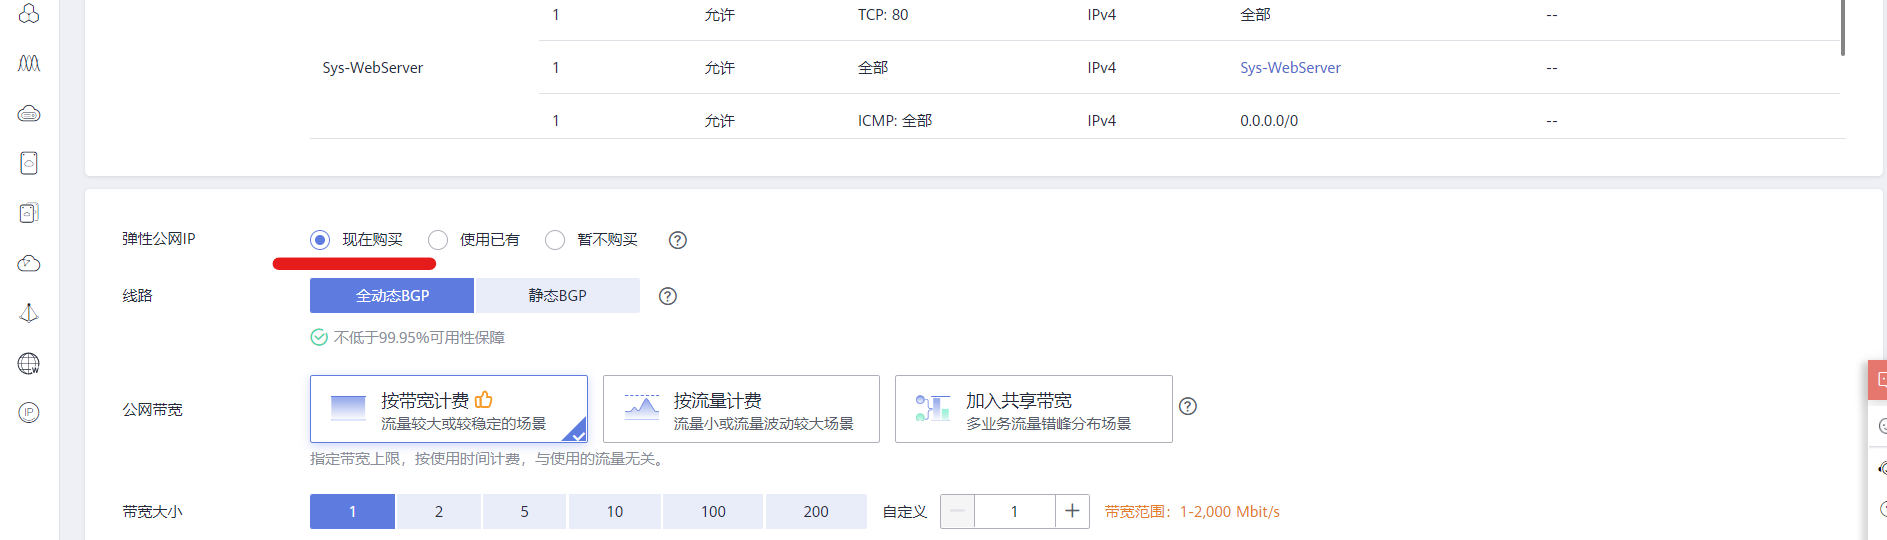 1 允许 TCP: 80 IPv4 全部 --
Sys-WebServer 1 允许 全部 IPv4 Sys-WebServer --
1 允许 ICMP: 全部 IPv4 0.0.0.0/0 --
弹性公网IP 现在购买 使用已有 暂不购买 ?
线路 全动态BGP 静态BGP ?
不低于99.95%可用性保障
公网带宽 按带宽计费 按流量计费 加入共享带宽 ?
流量较大或较稳定的场景 流量小或流量波动较大场景 多业务流量错峰分布场景
指定带宽上限，按使用时间计费，与使用的流量无关。
带宽大小 1 2 5 10 100 200 自定义 − 1 + 带宽范围：1-2,000 Mbit/s
W
IP